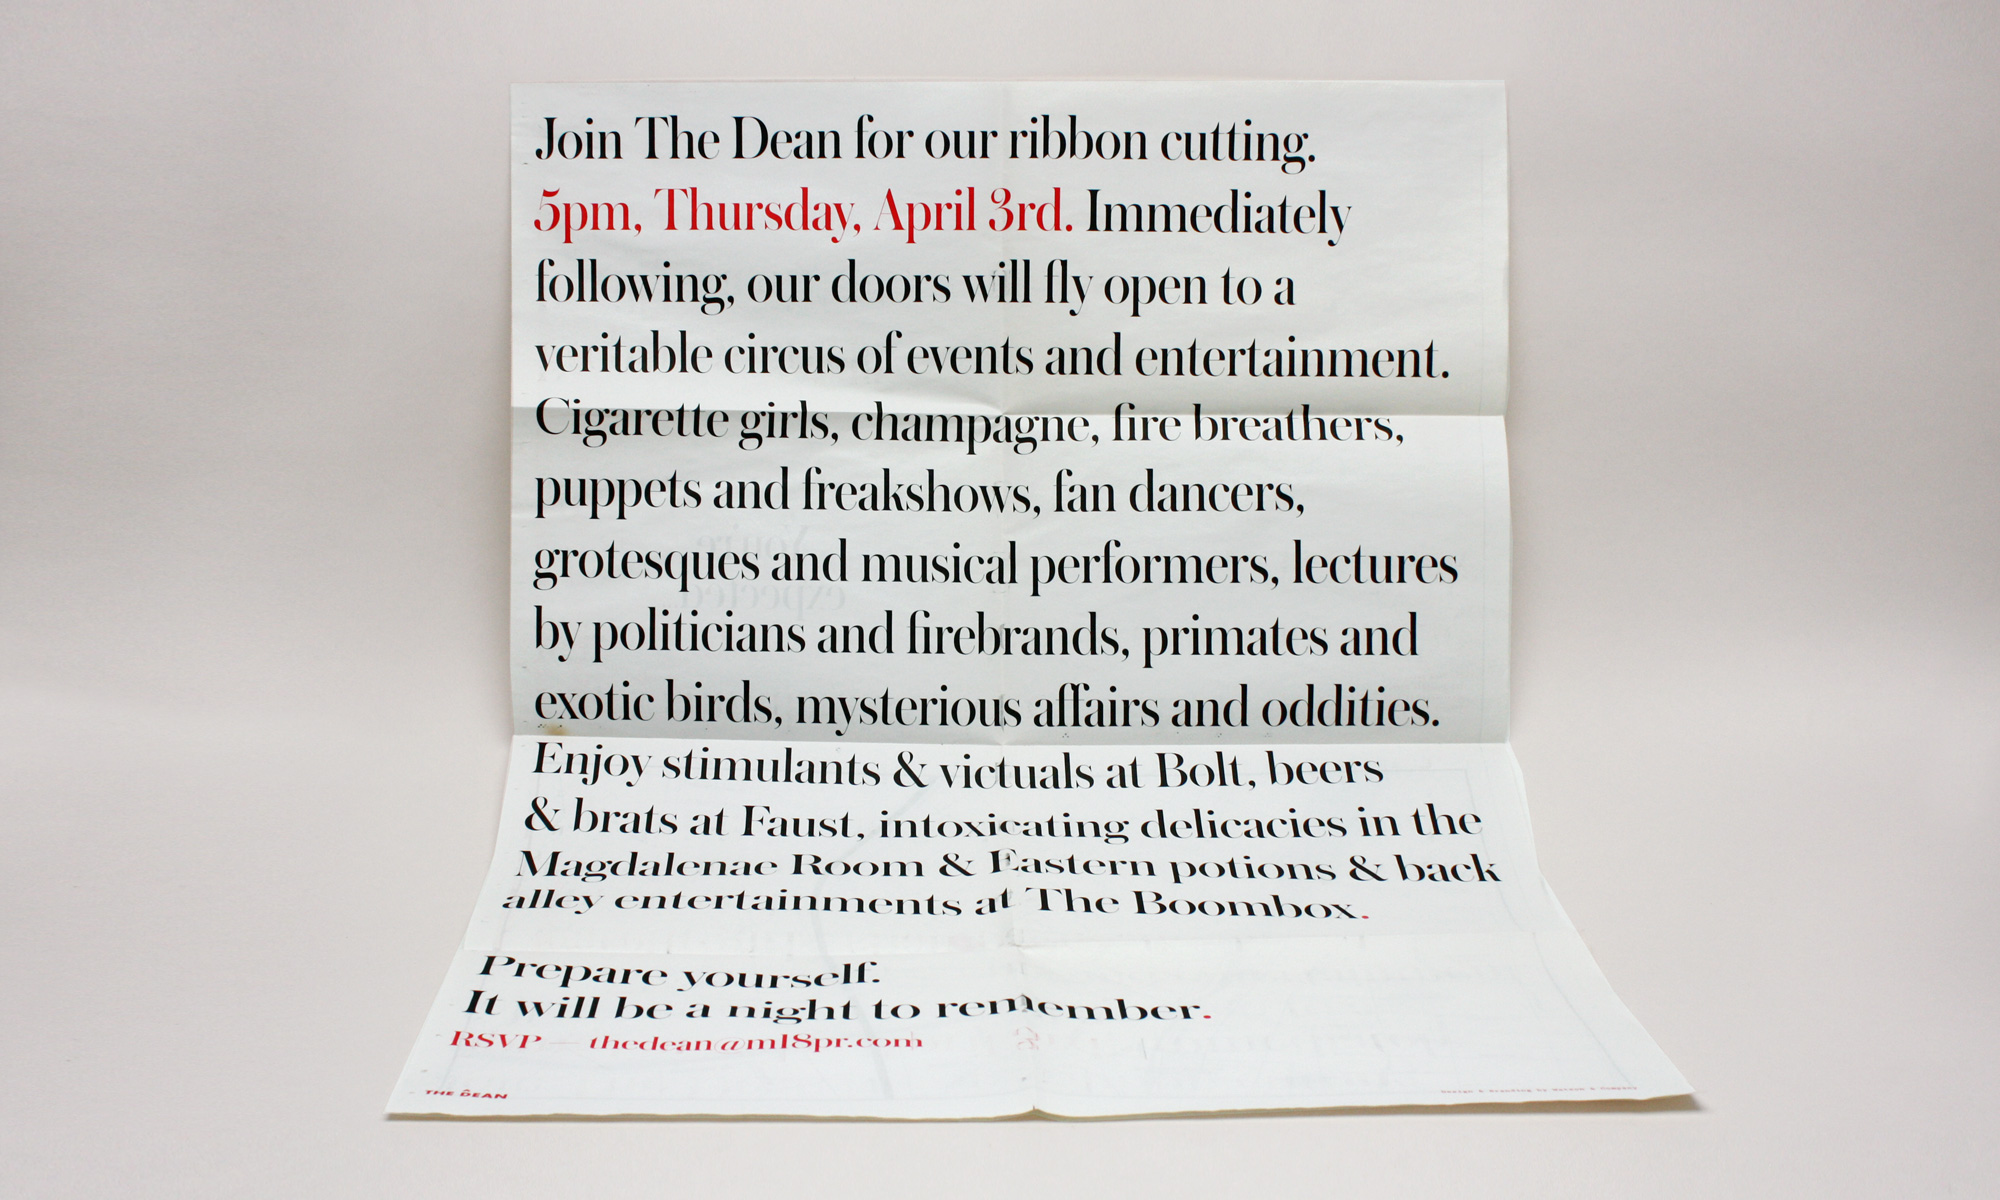 Join The Dean for our ribbon cutting.
5pm, Thursday, April 3rd. Immediately
following, our doors will fly open to a
veritable circus of events and entertainment.
Cigarette girls, champagne, fire breathers,
puppets and freakshows, fan dancers,
grotesques and musical performers, lectures
by politicians and firebrands, primates and
exotic birds, mysterious affairs and oddities.
Enjoy stimulants & victuals at Bolt, beers
& brats at Faust, intoxicating delicacies in the
Magdalenae Room & Eastern potions & back
alley entertainments at The Boombox.
Prepare yourself.
It will be a night to remember.
RSVP — thedean@m18pr.com
THE DEAN
Design & Branding by